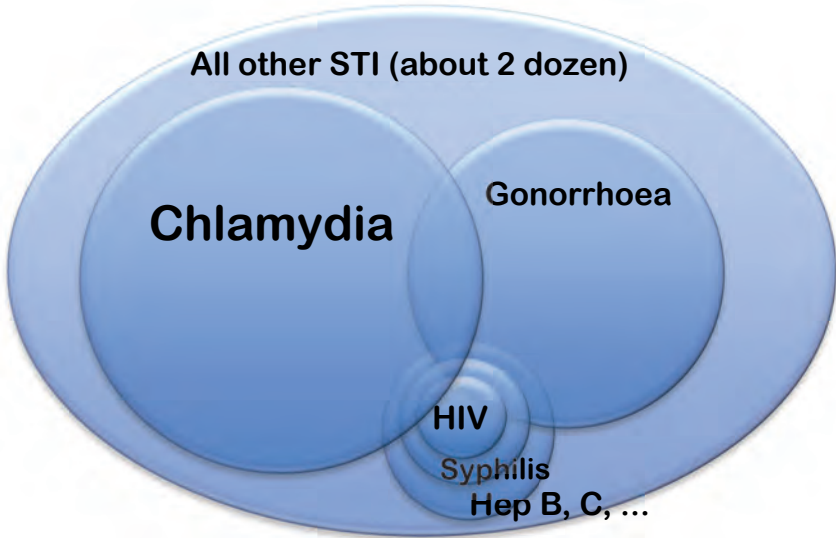 All other STI (about 2 dozen)
Chlamydia
Gonorrhoea
HIV
Syphilis
Hep B, C, ...